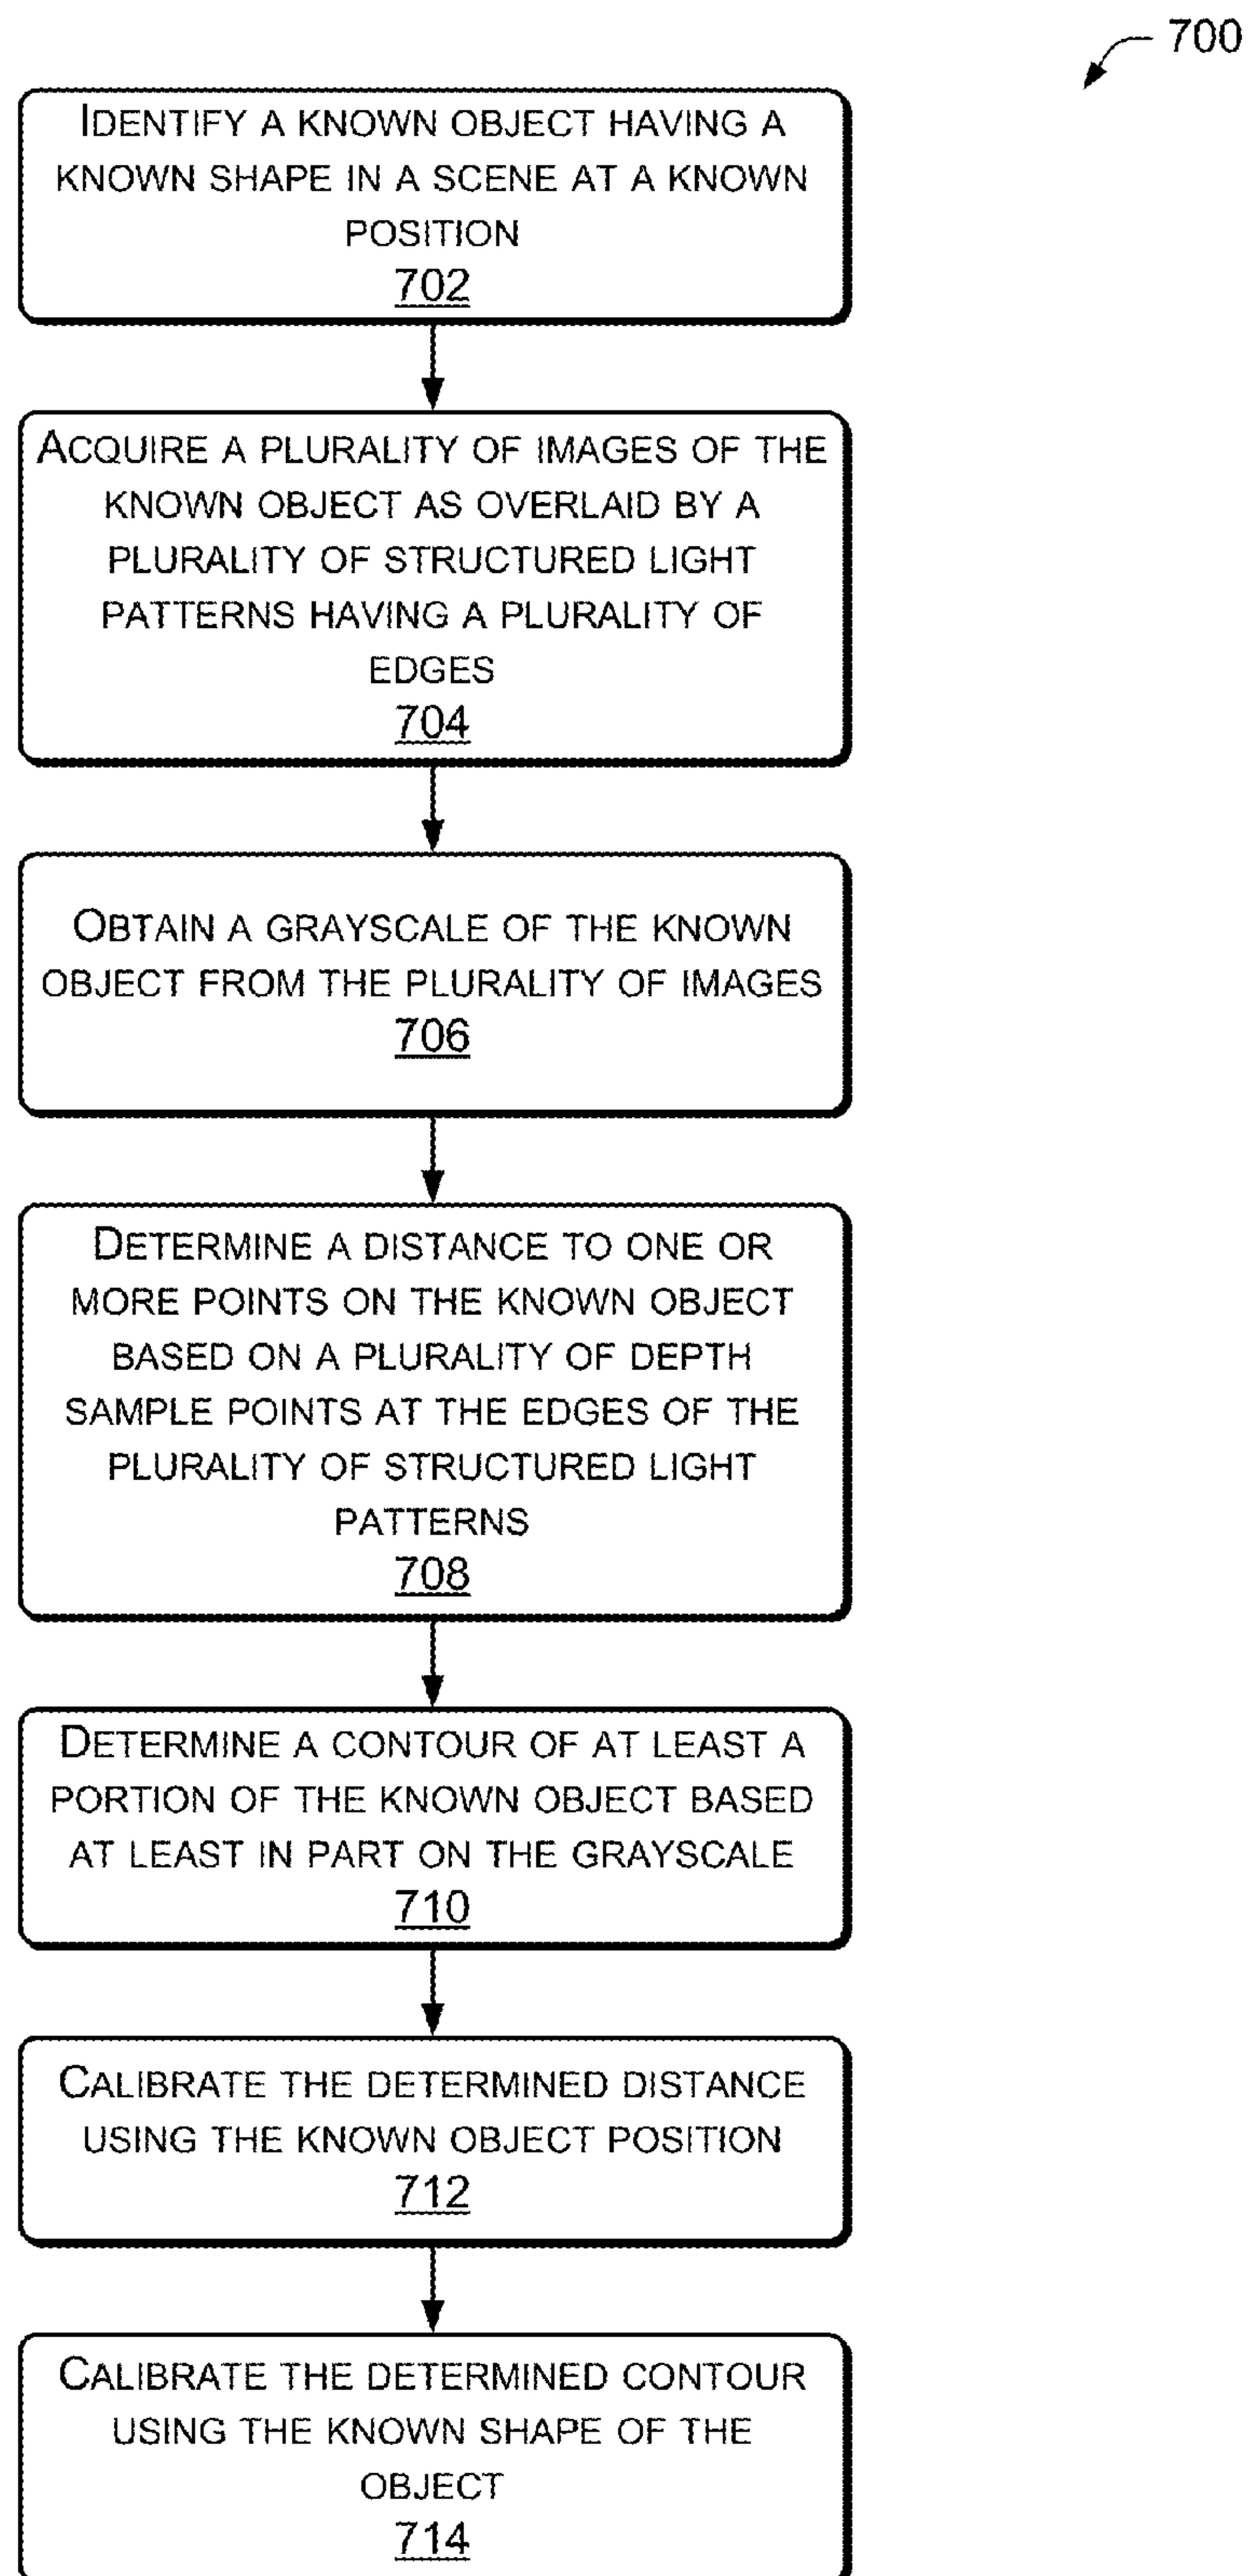 700
IDENTIFY A KNOWN OBJECT HAVING A
KNOWN SHAPE IN A SCENE AT A KNOWN
POSITION
702
ACQUIRE A PLURALITY OF IMAGES OF THE
KNOWN OBJECT AS OVERLAID BY A
PLURALITY OF STRUCTURED LIGHT
PATTERNS HAVING A PLURALITY OF
EDGES
704
OBTAIN A GRAYSCALE OF THE KNOWN
OBJECT FROM THE PLURALITY OF IMAGES
706
DETERMINE A DISTANCE TO ONE OR
MORE POINTS ON THE KNOWN OBJECT
BASED ON A PLURALITY OF DEPTH
SAMPLE POINTS AT THE EDGES OF THE
PLURALITY OF STRUCTURED LIGHT
PATTERNS
708
DETERMINE A CONTOUR OF AT LEAST A
PORTION OF THE KNOWN OBJECT BASED
AT LEAST IN PART ON THE GRAYSCALE
710
CALIBRATE THE DETERMINED DISTANCE
USING THE KNOWN OBJECT POSITION
712
CALIBRATE THE DETERMINED CONTOUR
USING THE KNOWN SHAPE OF THE
OBJECT
714